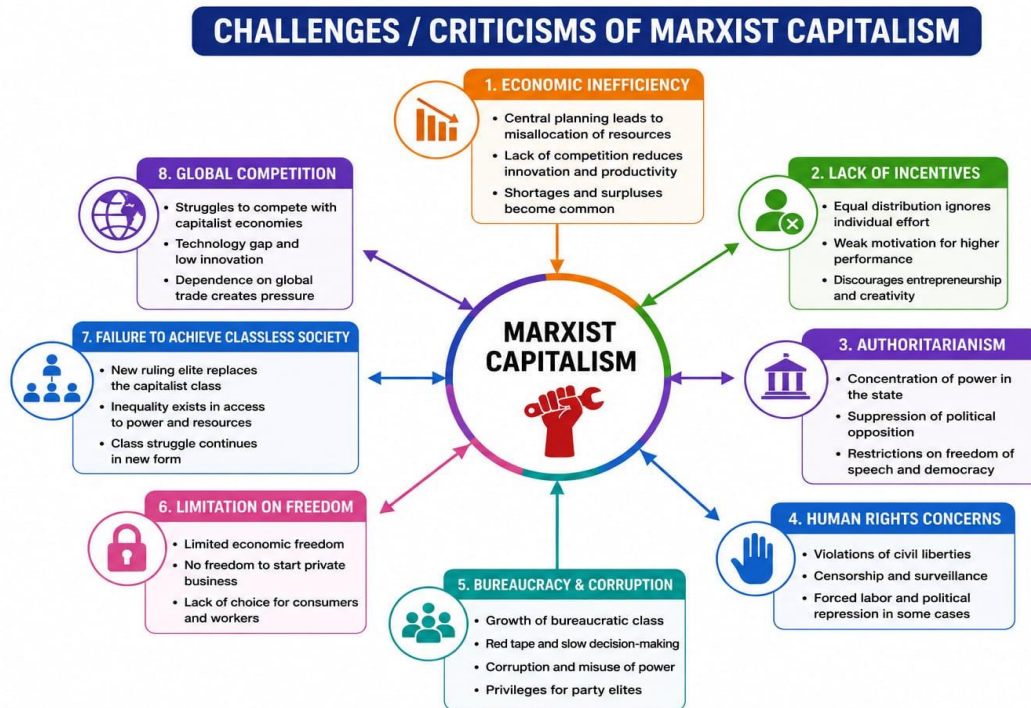 CHALLENGES / CRITICISMS OF MARXIST CAPITALISM
1. ECONOMIC INEFFICIENCY
• Central planning leads to
misallocation of resources
• Lack of competition reduces
innovation and productivity
• Shortages and surpluses
become common
2. LACK OF INCENTIVES
• Equal distribution ignores
individual effort
• Weak motivation for higher
performance
• Discourages entrepreneurship
and creativity
3. AUTHORITARIANISM
• Concentration of power in
the state
• Suppression of political
opposition
• Restrictions on freedom of
speech and democracy
4. HUMAN RIGHTS CONCERNS
• Violations of civil liberties
• Censorship and surveillance
• Forced labor and political
repression in some cases
5. BUREAUCRACY & CORRUPTION
• Growth of bureaucratic class
• Red tape and slow decision-making
• Corruption and misuse of power
• Privileges for party elites
6. LIMITATION ON FREEDOM
• Limited economic freedom
• No freedom to start private
business
• Lack of choice for consumers
and workers
7. FAILURE TO ACHIEVE CLASSLESS SOCIETY
• New ruling elite replaces
the capitalist class
• Inequality exists in access
to power and resources
• Class struggle continues
in new form
8. GLOBAL COMPETITION
• Struggles to compete with
capitalist economies
• Technology gap and
low innovation
• Dependence on global
trade creates pressure
MARXIST
CAPITALISM